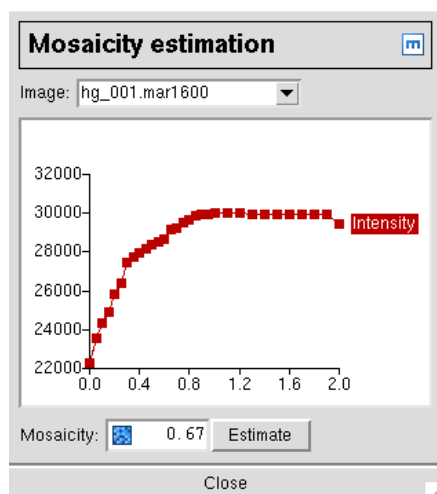 Mosaicity estimation m
Image: hg_001.mar1600
32000
30000
Intensity
28000
26000
24000
22000
0.0 0.4 0.8 1.2 1.6 2.0
Mosaicity: 0.67 Estimate
Close